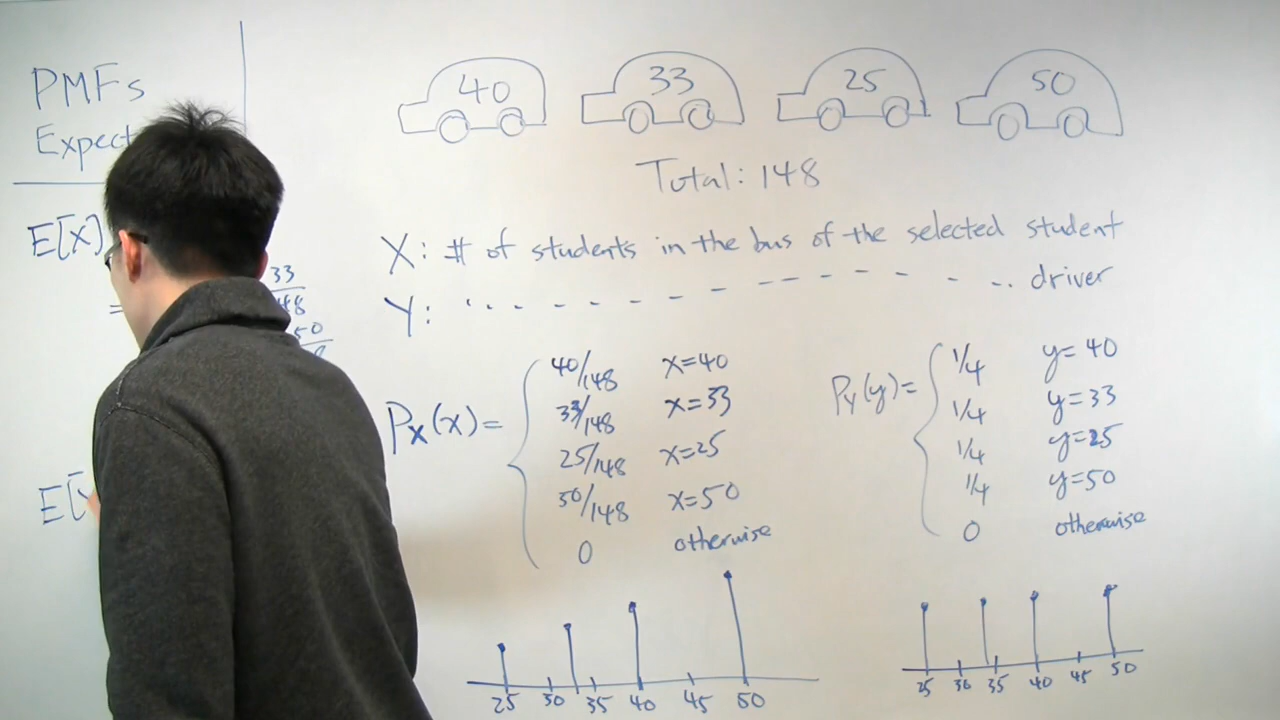 PMFs
Expect
40 33 25 50
Total: 148
E[X]
=
33
48
50
X: # of students in the bus of the selected student
Y: " - - - - - - - - - - - .. driver
P_X(x) = { 40/148 x=40
33/148 x=33
25/148 x=25
50/148 x=50
0 otherwise
P_Y(y) = { 1/4 y=40
1/4 y=33
1/4 y=25
1/4 y=50
0 otherwise
E[Y
25 30 35 40 45 50
25 30 35 40 45 50